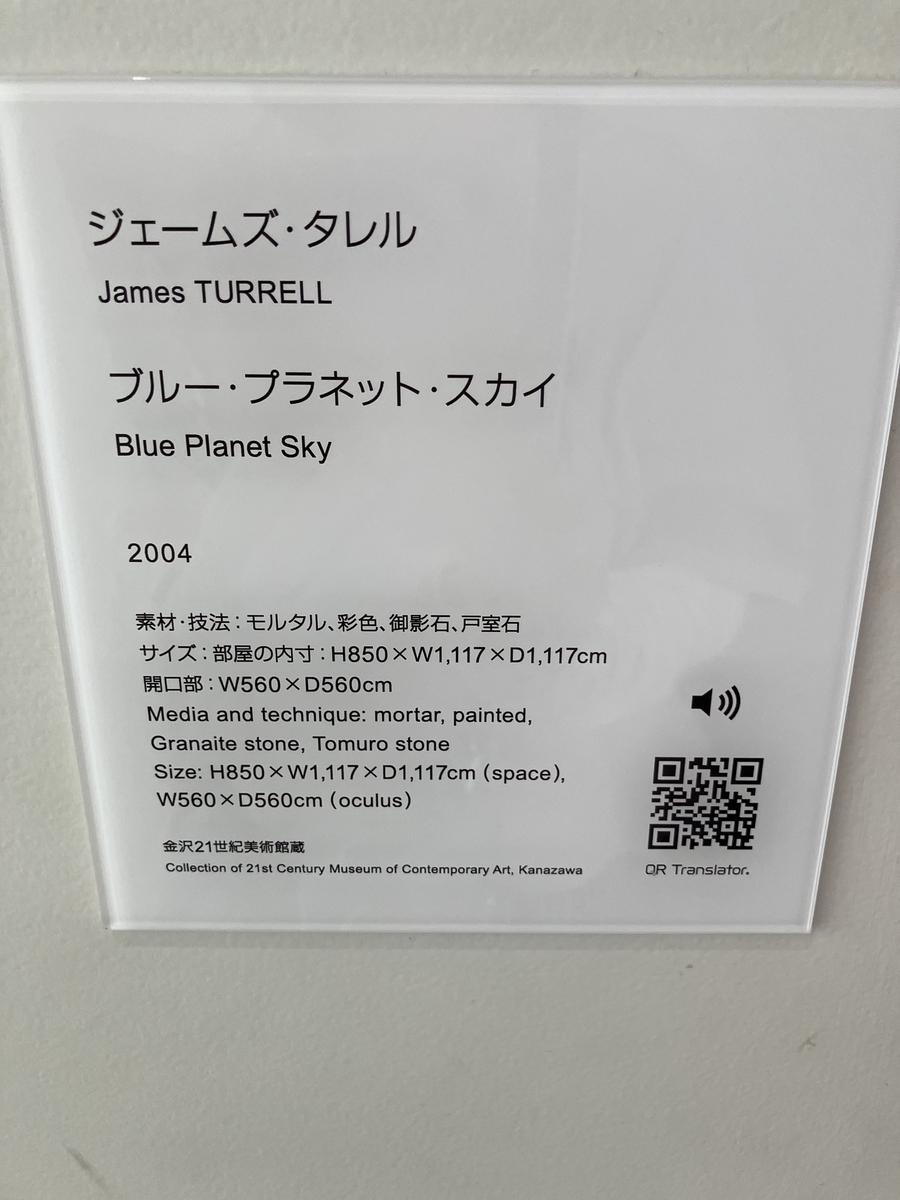 ジェームズ・タレル
James TURRELL
ブルー・プラネット・スカイ
Blue Planet Sky
2004
素材・技法：モルタル、彩色、御影石、戸室石
サイズ：部屋の内寸：H850×W1,117×D1,117cm
開口部：W560×D560cm
Media and technique: mortar, painted,
Granaite stone, Tomuro stone
Size: H850×W1,117×D1,117cm (space),
W560×D560cm (oculus)
金沢21世紀美術館蔵
Collection of 21st Century Museum of Contemporary Art, Kanazawa
QR Translator.